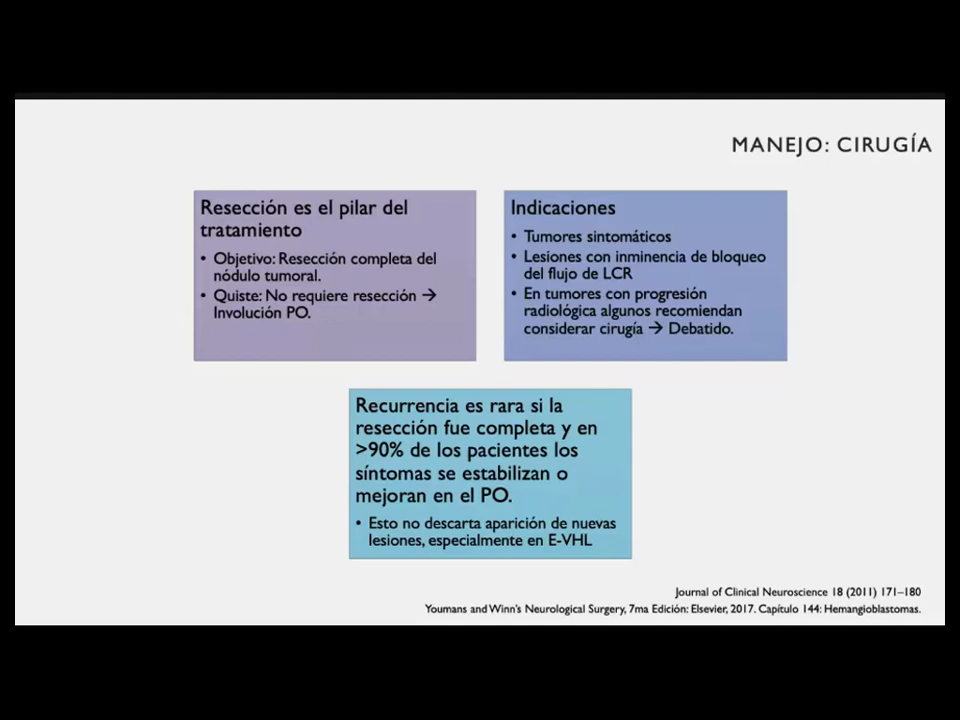 MANEJO: CIRUGÍA
Resección es el pilar del
tratamiento
• Objetivo: Resección completa del
nódulo tumoral.
• Quiste: No requiere resección →
Involución PO.
Indicaciones
• Tumores sintomáticos
• Lesiones con inminencia de bloqueo
del flujo de LCR
• En tumores con progresión
radiológica algunos recomiendan
considerar cirugía → Debatido.
Recurrencia es rara si la
resección fue completa y en
>90% de los pacientes los
síntomas se estabilizan o
mejoran en el PO.
• Esto no descarta aparición de nuevas
lesiones, especialmente en E-VHL
Journal of Clinical Neuroscience 18 (2011) 171–180
Youmans and Winn's Neurological Surgery, 7ma Edición: Elsevier, 2017. Capítulo 144: Hemangioblastomas.